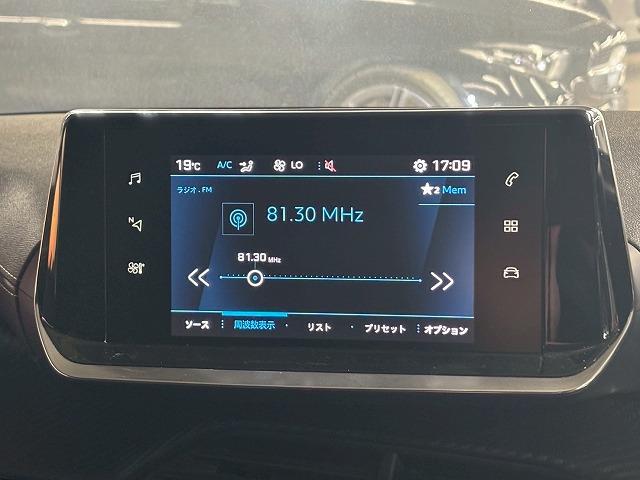 19℃ A/C LO 17:09
ラジオ.FM ★2 Mem
81.30 MHz
N
81.30 MHz
ソース 周波数表示 リスト プリセット オプション